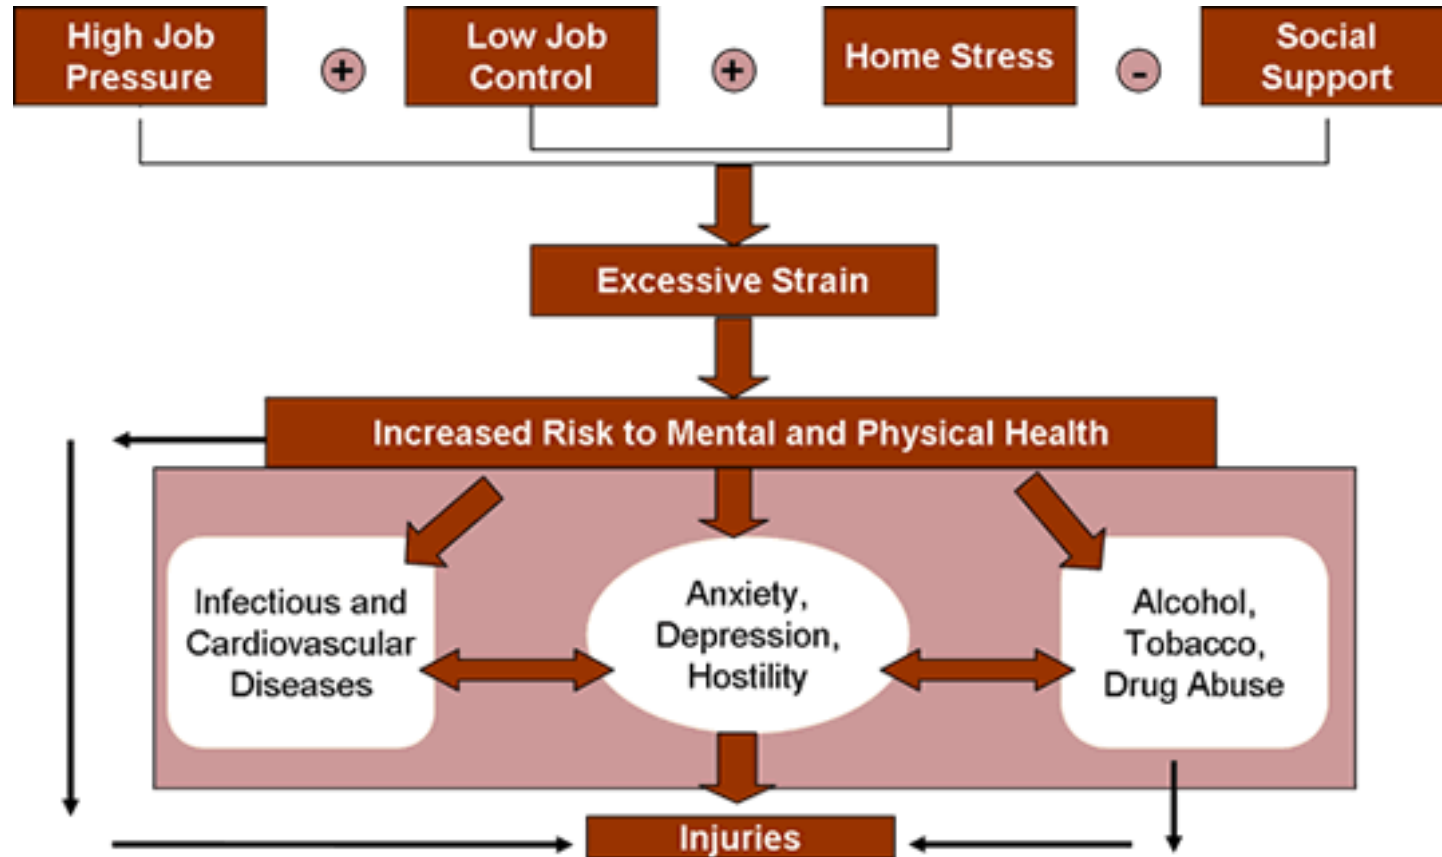 High Job
Pressure
+
Low Job
Control
+
Home Stress
-
Social
Support
Excessive Strain
Increased Risk to Mental and Physical Health
Infectious and
Cardiovascular
Diseases
Anxiety,
Depression,
Hostility
Alcohol,
Tobacco,
Drug Abuse
Injuries